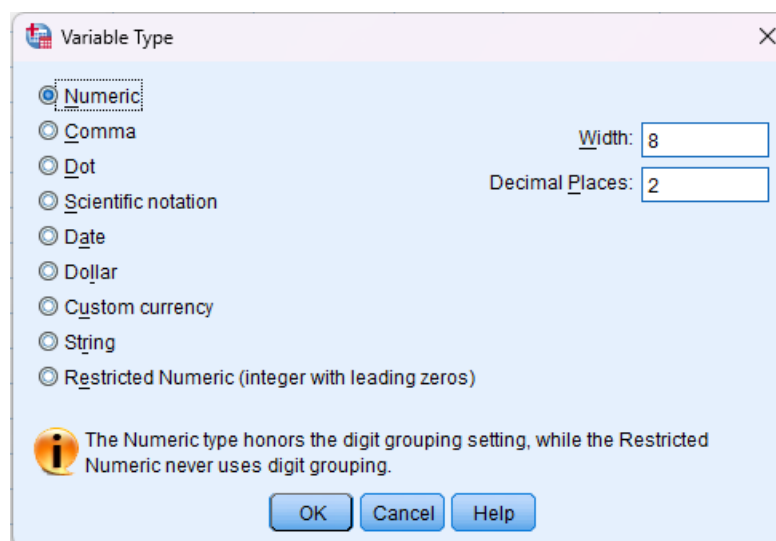 Variable Type
Numeric
Comma
Dot
Scientific notation
Date
Dollar
Custom currency
String
Restricted Numeric (integer with leading zeros)
Width: 8
Decimal Places: 2
The Numeric type honors the digit grouping setting, while the Restricted
Numeric never uses digit grouping.
OK Cancel Help